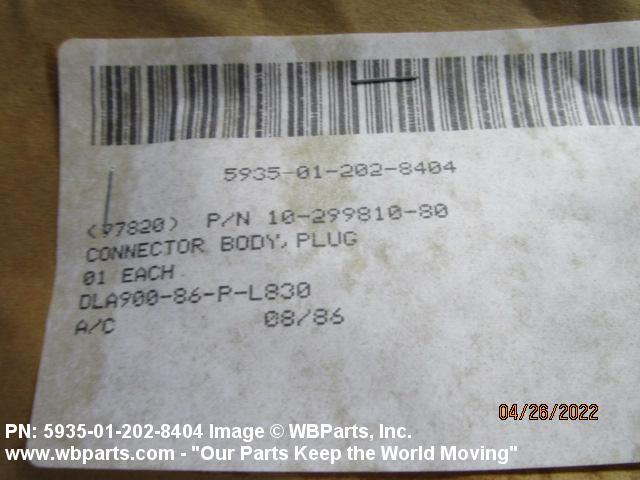 5935-01-202-8404
(97820) P/N 10-299810-80
CONNECTOR BODY, PLUG
01 EACH
DLA900-86-P-L830
A/C 08/86
04/26/2022
PN: 5935-01-202-8404 Image © WBParts, Inc.
www.wbparts.com - "Our Parts Keep the World Moving"